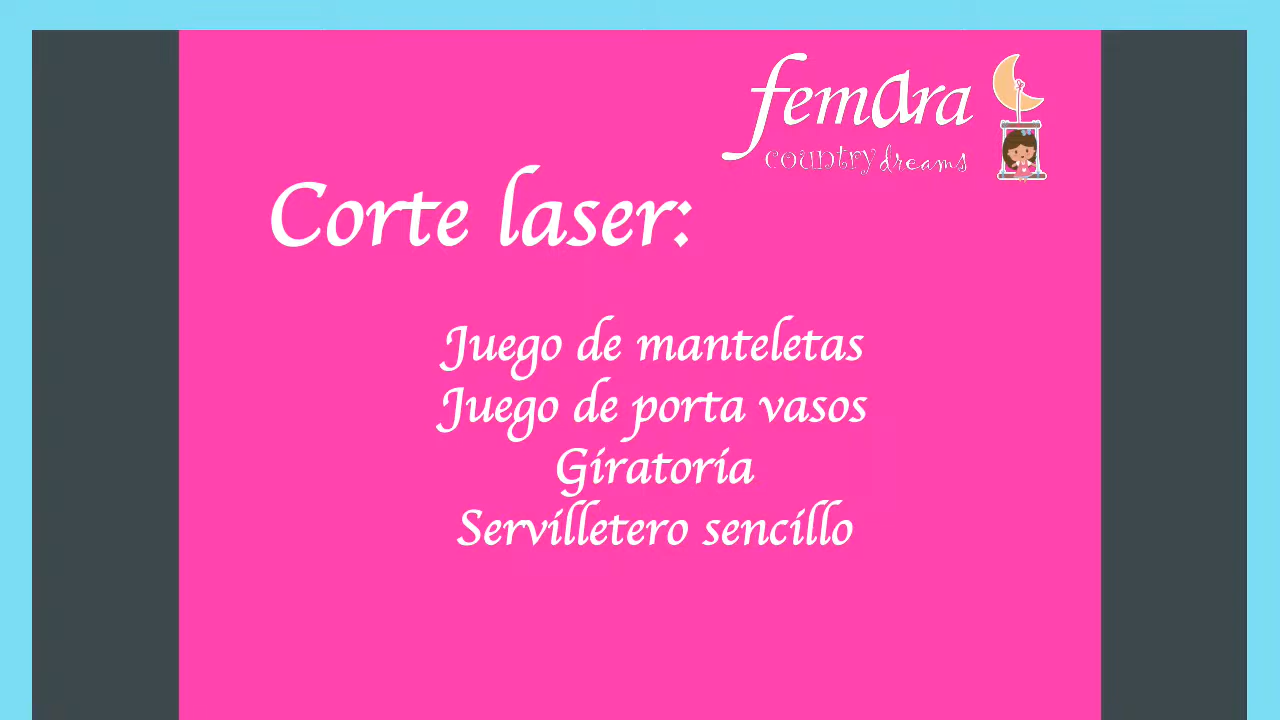 femara
country dreams
Corte laser:
Juego de manteletas
Juego de porta vasos
Giratoria
Servilletero sencillo